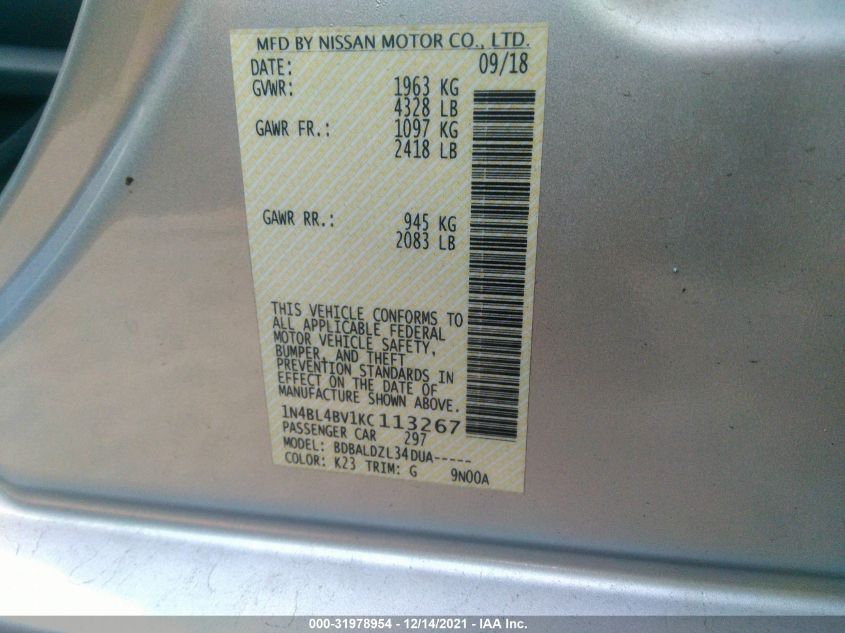 MFD BY NISSAN MOTOR CO., LTD.
DATE: 09/18
GVWR: 1963 KG
4328 LB
GAWR FR.: 1097 KG
2418 LB
GAWR RR.: 945 KG
2083 LB
THIS VEHICLE CONFORMS TO
ALL APPLICABLE FEDERAL
MOTOR VEHICLE SAFETY,
BUMPER, AND THEFT
PREVENTION STANDARDS IN
EFFECT ON THE DATE OF
MANUFACTURE SHOWN ABOVE.
1N4BL4BV1KC113267
PASSENGER CAR 297
MODEL: BDBALDZL34DUA-----
COLOR: K23 TRIM: G 9N00A
000-31978954 - 12/14/2021 - IAA Inc.